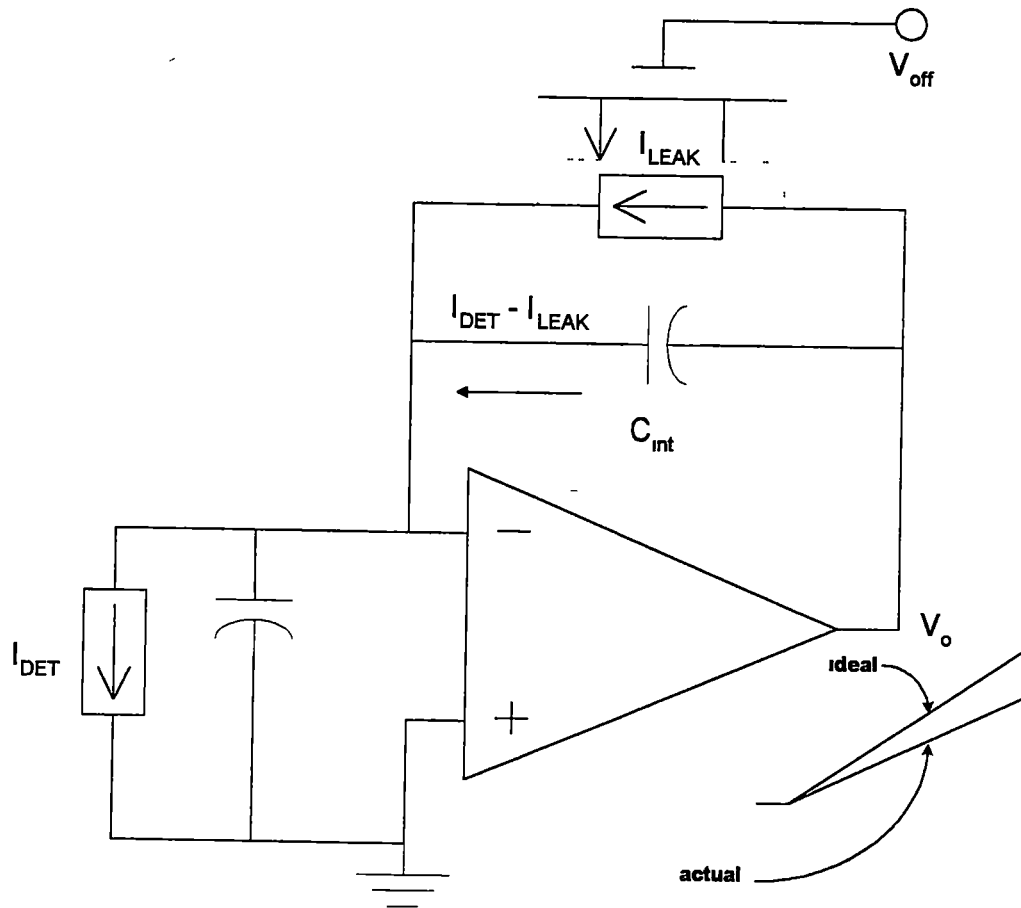 V_off
I_LEAK
I_DET - I_LEAK
C_int
−
I_DET
+
V_o
ideal
actual